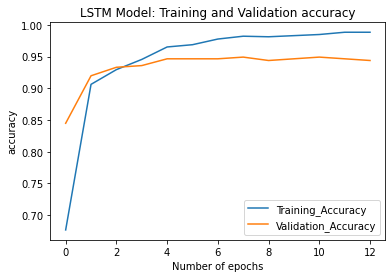 LSTM Model: Training and Validation accuracy
1.00
0.95
0.90
0.85
0.80
0.75
0.70
accuracy
0 2 4 6 8 10 12
Number of epochs
Training_Accuracy
Validation_Accuracy